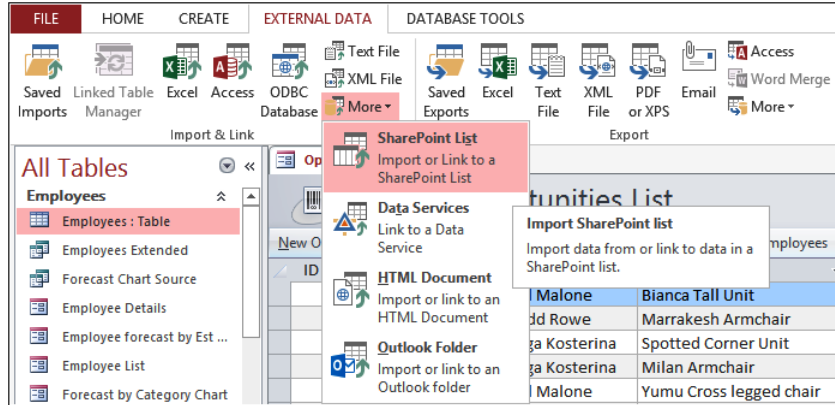 FILE HOME CREATE EXTERNAL DATA DATABASE TOOLS
Saved Imports
Linked Table Manager
Excel
Access
ODBC Database
Text File
XML File
More
Import & Link
Saved Exports
Excel
Text File
XML File
PDF or XPS
Email
Access
Word Merge
More
Export
SharePoint List
Import or Link to a
SharePoint List
Data Services
Link to a Data
Service
HTML Document
Import or link to an
HTML Document
Outlook Folder
Import or link to an
Outlook folder
Import SharePoint list
Import data from or link to data in a
SharePoint list.
All Tables
Employees
Employees : Table
Employees Extended
Forecast Chart Source
Employee Details
Employee forecast by Est ...
Employee List
Forecast by Category Chart
Op
tunities List
New O
mployees
ID
Malone Bianca Tall Unit
dd Rowe Marrakesh Armchair
ga Kosterina Spotted Corner Unit
ga Kosterina Milan Armchair
Malone Yumu Cross legged chair